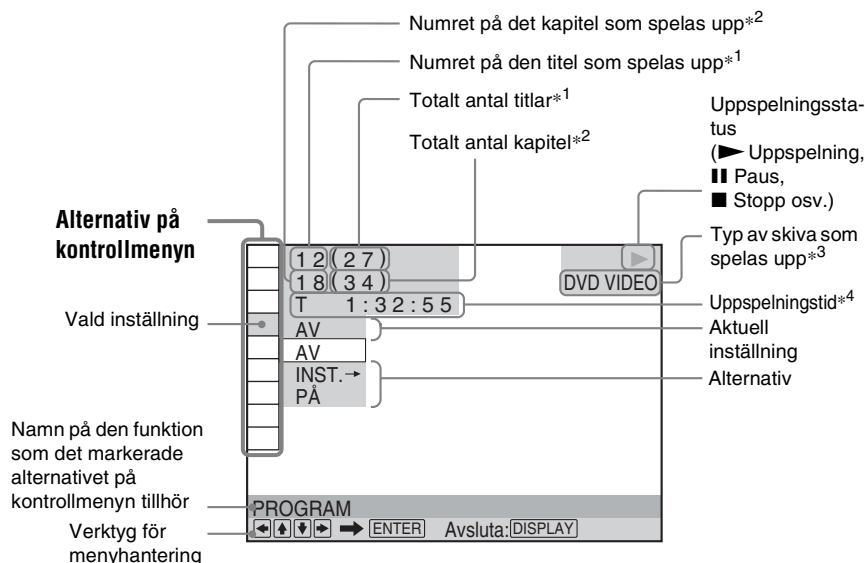 Numret på det kapitel som spelas upp*2
Numret på den titel som spelas upp*1
Totalt antal titlar*1
Totalt antal kapitel*2
Uppspelningssta-
tus
(► Uppspelning,
❚❚ Paus,
■ Stopp osv.)
Typ av skiva som
spelas upp*3
Uppspelningstid*4
Aktuell
inställning
Alternativ
Alternativ på
kontrollmenyn
Vald inställning
Namn på den funktion
som det markerade
alternativet på
kontrollmenyn tillhör
Verktyg för
menyhantering
12(27)
18(34)
T 1:32:55
DVD VIDEO
AV
AV
INST.→
PÅ
PROGRAM
←↑↓→ ➡ ENTER Avsluta: DISPLAY